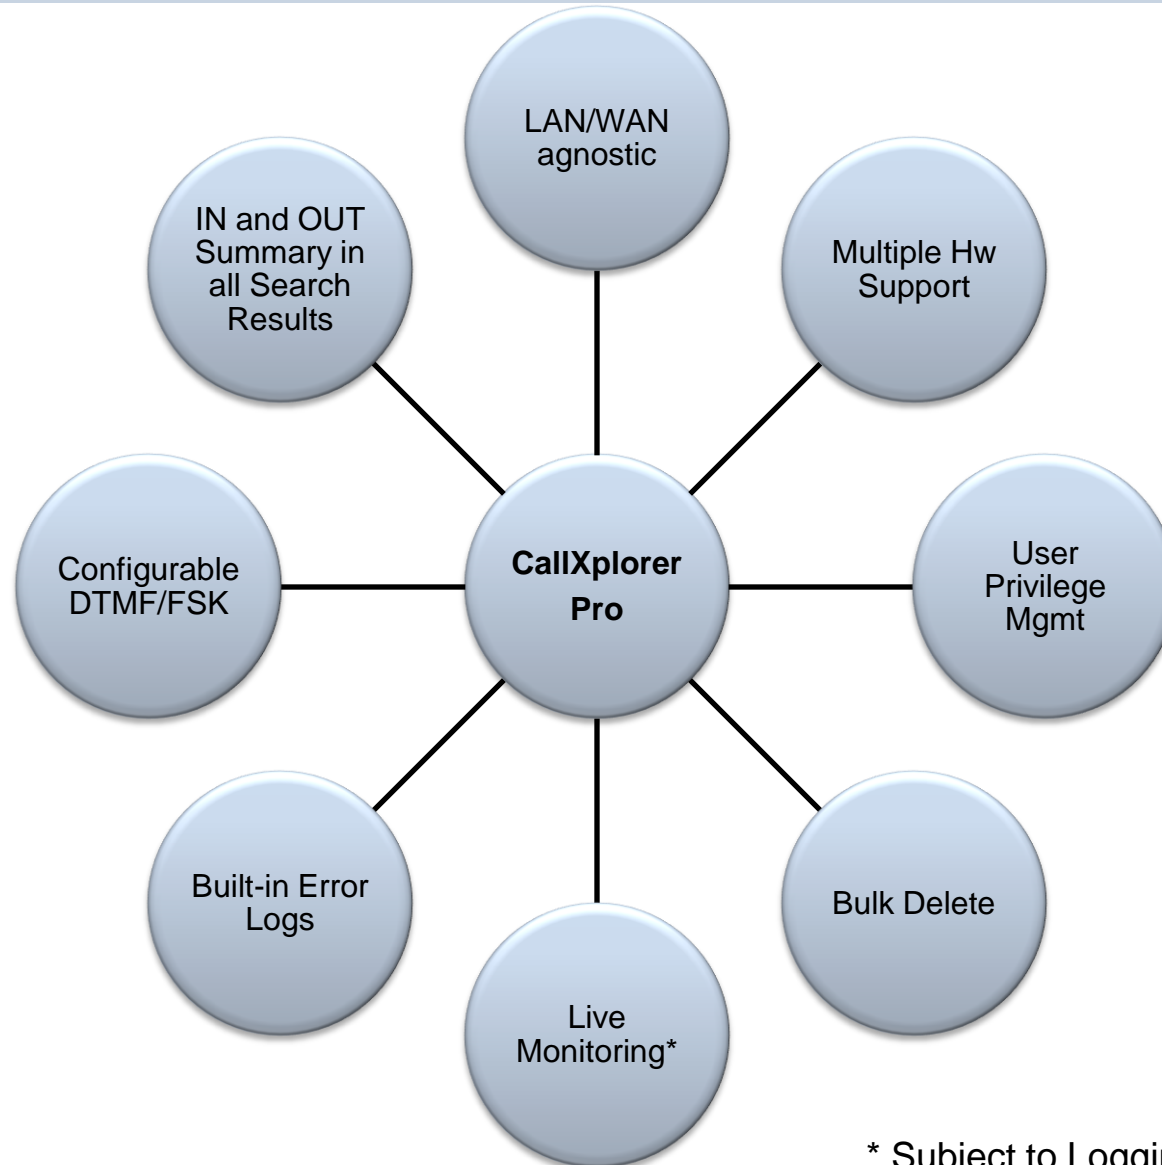 LAN/WAN
agnostic
Multiple Hw
Support
User
Privilege
Mgmt
Bulk Delete
Live
Monitoring*
Built-in Error
Logs
Configurable
DTMF/FSK
IN and OUT
Summary in
all Search
Results
CallXplorer
Pro
* Subject to